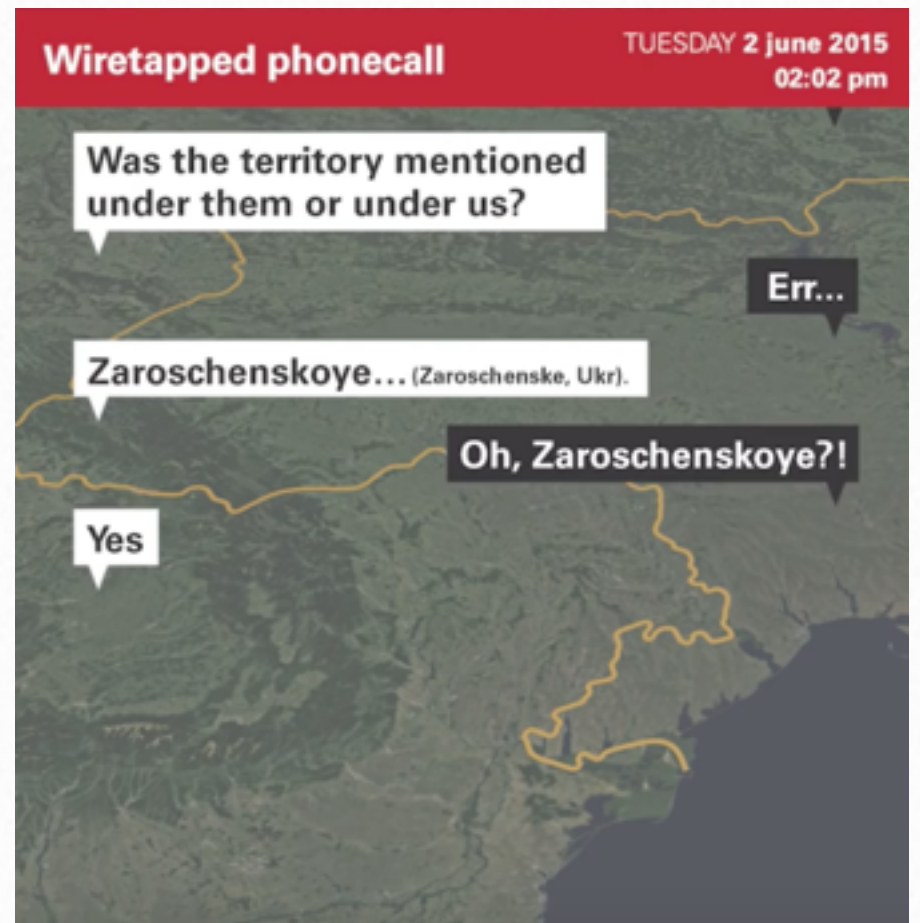 Wiretapped phonecall
TUESDAY 2 june 2015
02:02 pm
Was the territory mentioned
under them or under us?
Err...
Zaroschenskoye... (Zaroschenske, Ukr).
Oh, Zaroschenskoye?!
Yes